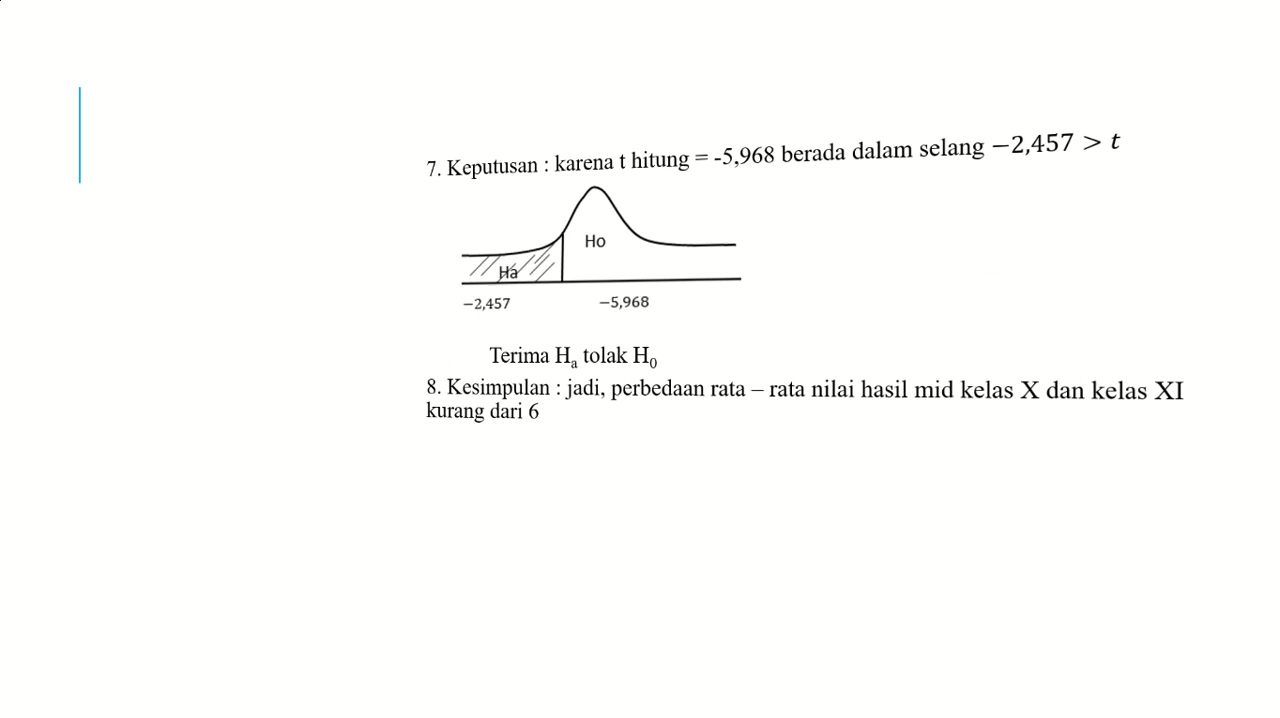 7. Keputusan : karena t hitung = -5,968 berada dalam selang −2,457 > t
Ho
Ha
−2,457 −5,968
Terima Ha tolak H0
8. Kesimpulan : jadi, perbedaan rata – rata nilai hasil mid kelas X dan kelas XI
kurang dari 6